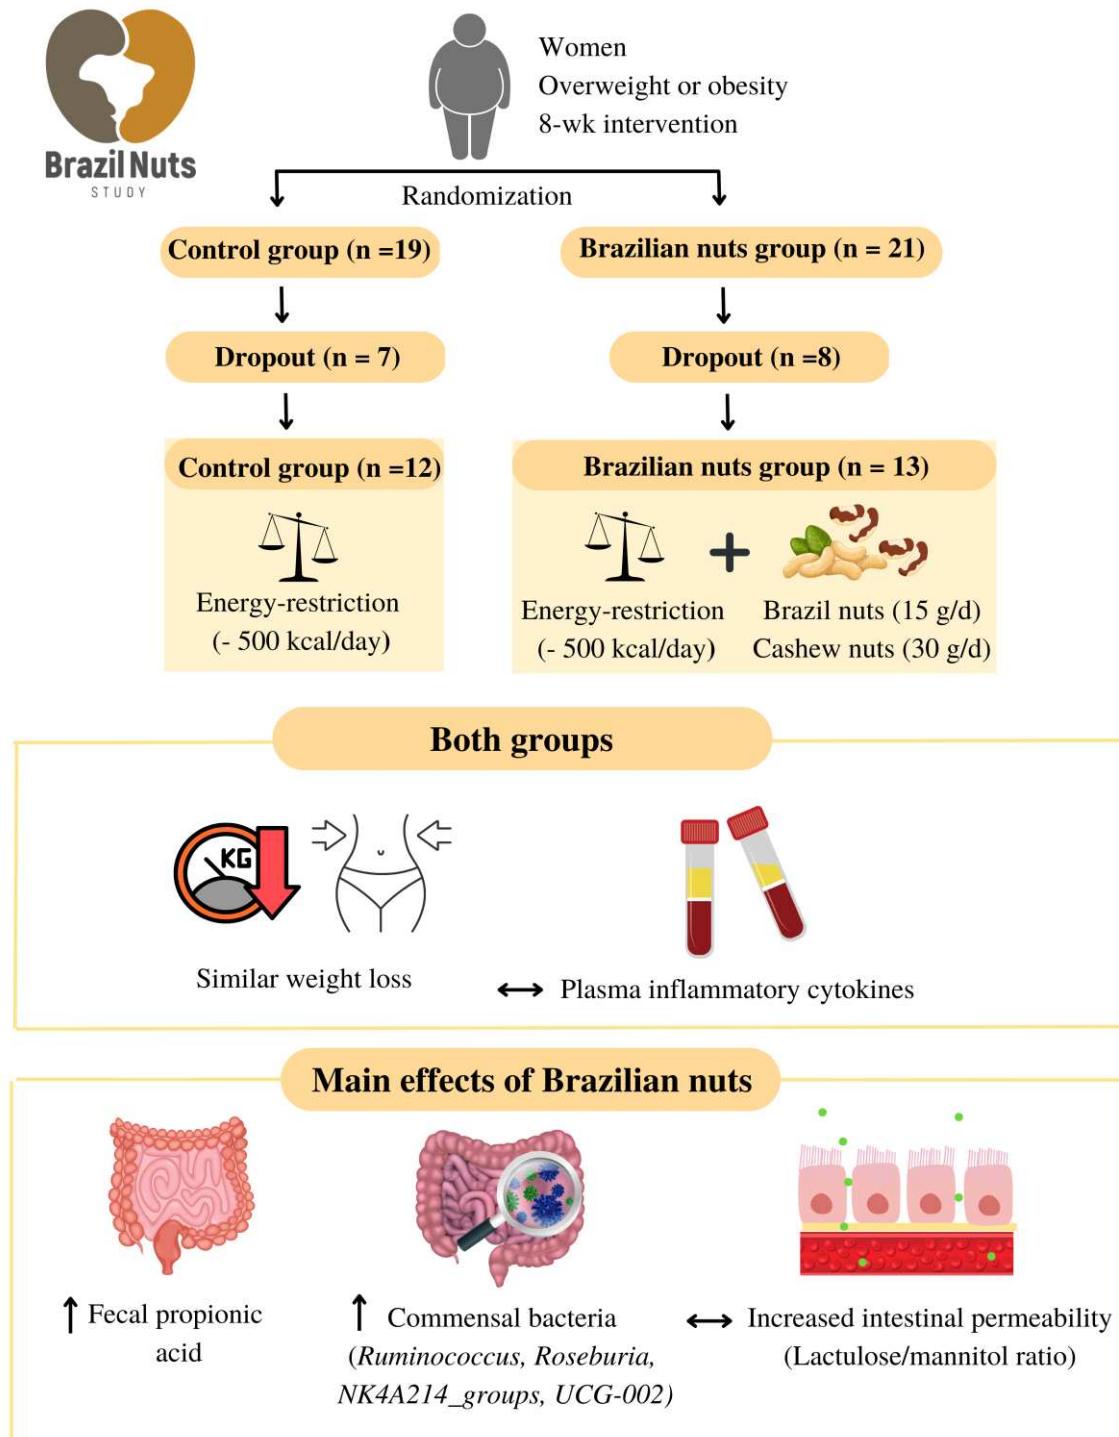 Brazil Nuts
STUDY
Women
Overweight or obesity
8-wk intervention
Randomization
Control group (n =19)
Brazilian nuts group (n = 21)
Dropout (n = 7)
Dropout (n =8)
Control group (n =12)
Brazilian nuts group (n = 13)
Energy-restriction
(- 500 kcal/day)
Energy-restriction
(- 500 kcal/day)
Brazil nuts (15 g/d)
Cashew nuts (30 g/d)
Both groups
KG
Similar weight loss
↔ Plasma inflammatory cytokines
Main effects of Brazilian nuts
↑ Fecal propionic
acid
↑ Commensal bacteria
(Ruminococcus, Roseburia,
NK4A214_groups, UCG-002)
↔ Increased intestinal permeability
(Lactulose/mannitol ratio)